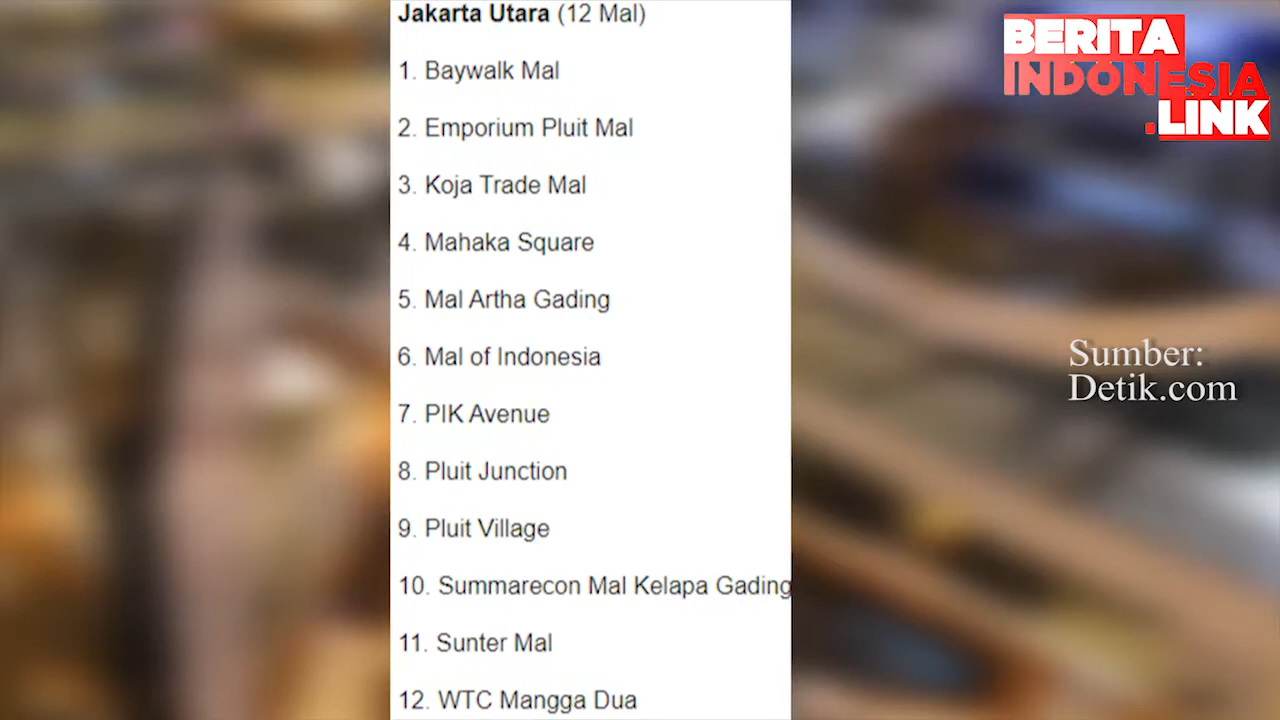 Jakarta Utara (12 Mal)
1. Baywalk Mal
2. Emporium Pluit Mal
3. Koja Trade Mal
4. Mahaka Square
5. Mal Artha Gading
6. Mal of Indonesia
7. PIK Avenue
8. Pluit Junction
9. Pluit Village
10. Summarecon Mal Kelapa Gading
11. Sunter Mal
12. WTC Mangga Dua
BERITA
INDONESIA
.LINK
Sumber:
Detik.com